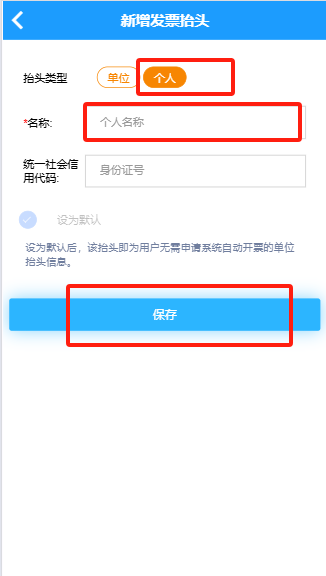 新增发票抬头
抬头类型 单位 个人
*名称: 个人名称
统一社会信
用代码: 身份证号
设为默认
设为默认后，该抬头即为用户无需申请系统自动开票的单位
抬头信息。
保存